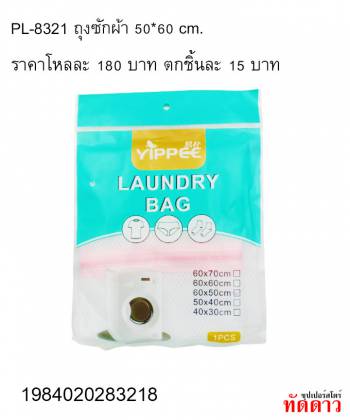 PL-8321 ถุงซักผ้า 50*60 cm.
ราคาโหลละ 180 บาท ตกชิ้นละ 15 บาท
YIPPEE
LAUNDRY
BAG
60x70cm
60x60cm
60x50cm
50x40cm
40x30cm
1PCS
1984020283218
ซุปเปอร์สโตร์
ทัดดาว